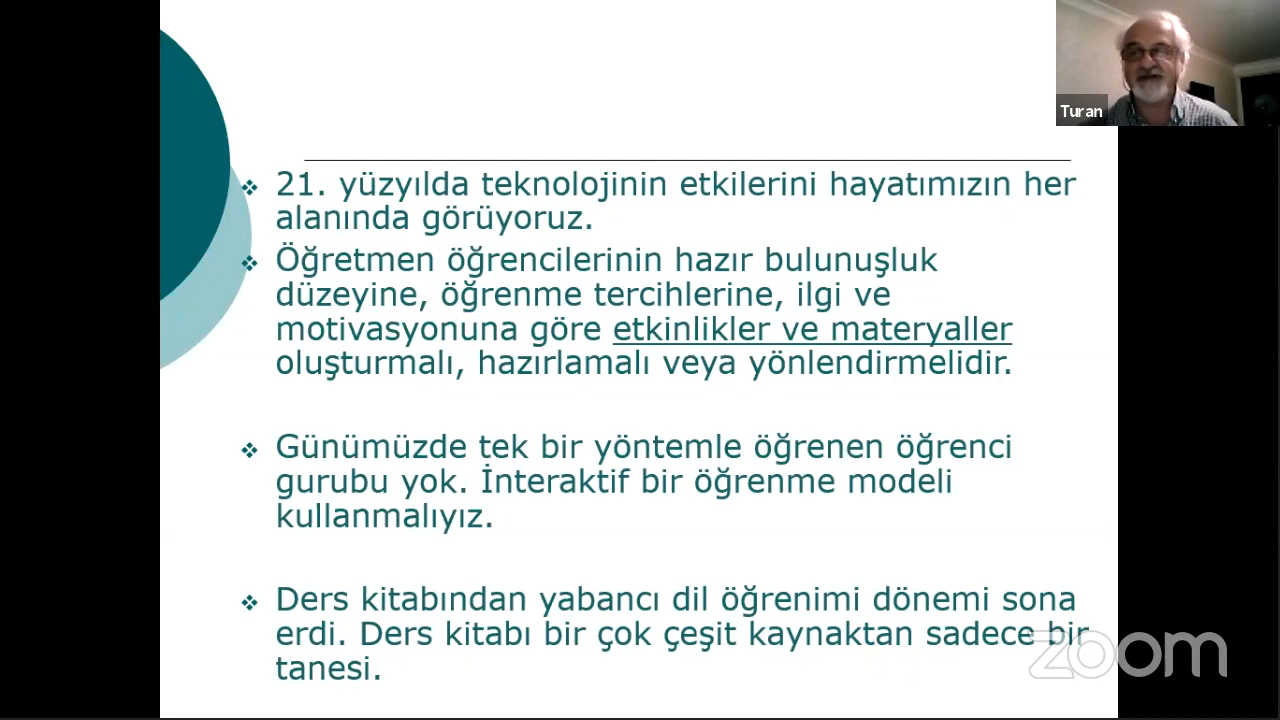 Turan
21. yüzyılda teknolojinin etkilerini hayatımızın her
alanında görüyoruz.
Öğretmen öğrencilerinin hazır bulunuşluk
düzeyine, öğrenme tercihlerine, ilgi ve
motivasyonuna göre etkinlikler ve materyaller
oluşturmalı, hazırlamalı veya yönlendirmelidir.
Günümüzde tek bir yöntemle öğrenen öğrenci
gurubu yok. İnteraktif bir öğrenme modeli
kullanmalıyız.
Ders kitabından yabancı dil öğrenimi dönemi sona
erdi. Ders kitabı bir çok çeşit kaynaktan sadece bir
tanesi.
zoom